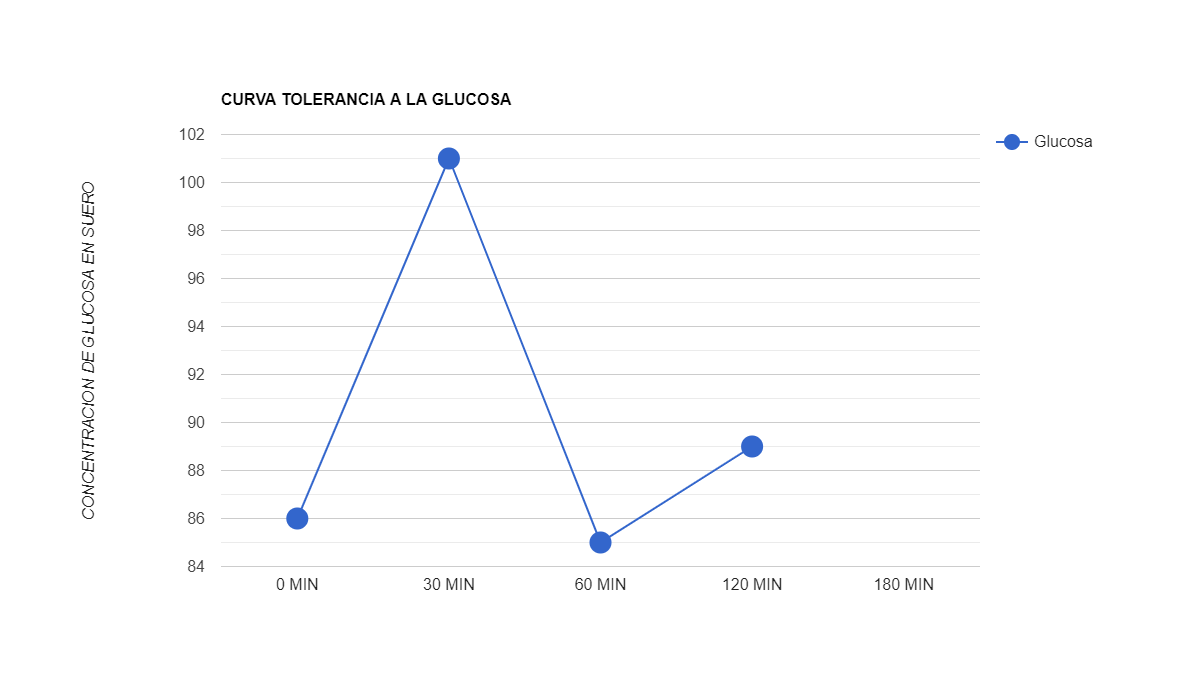 CURVA TOLERANCIA A LA GLUCOSA
Glucosa
CONCENTRACION DE GLUCOSA EN SUERO
102
100
98
96
94
92
90
88
86
84
0 MIN
30 MIN
60 MIN
120 MIN
180 MIN